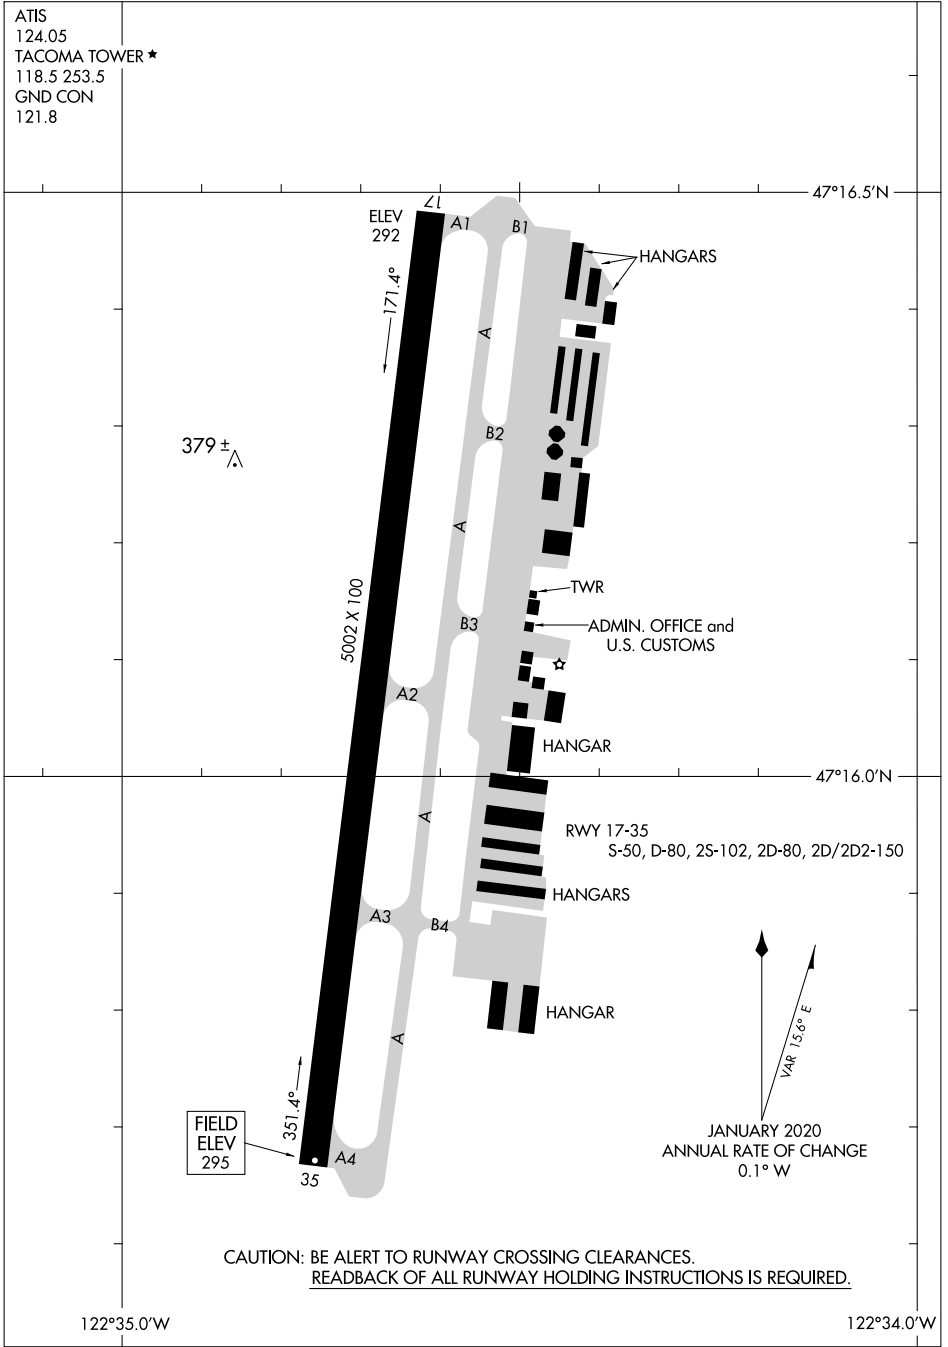 ATIS
124.05
TACOMA TOWER ★
118.5 253.5
GND CON
121.8
47°16.5'N
17
ELEV
292
A1
B1
HANGARS
171.4°
A
379 ±
B2
A
5002 X 100
TWR
B3
ADMIN. OFFICE and
U.S. CUSTOMS
A2
HANGAR
47°16.0'N
A
RWY 17-35
S-50, D-80, 2S-102, 2D-80, 2D/2D2-150
HANGARS
A3
B4
HANGAR
A
VAR 15.6° E
351.4°
FIELD
ELEV
295
A4
35
JANUARY 2020
ANNUAL RATE OF CHANGE
0.1° W
CAUTION: BE ALERT TO RUNWAY CROSSING CLEARANCES.
READBACK OF ALL RUNWAY HOLDING INSTRUCTIONS IS REQUIRED.
122°35.0'W
122°34.0'W